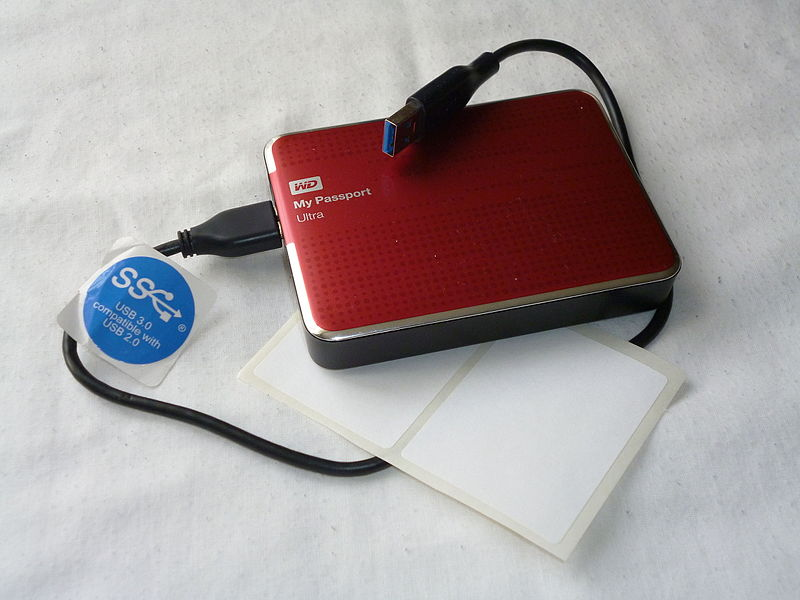 WD
My Passport
Ultra
SS
USB 3.0
compatible with
USB 2.0
®